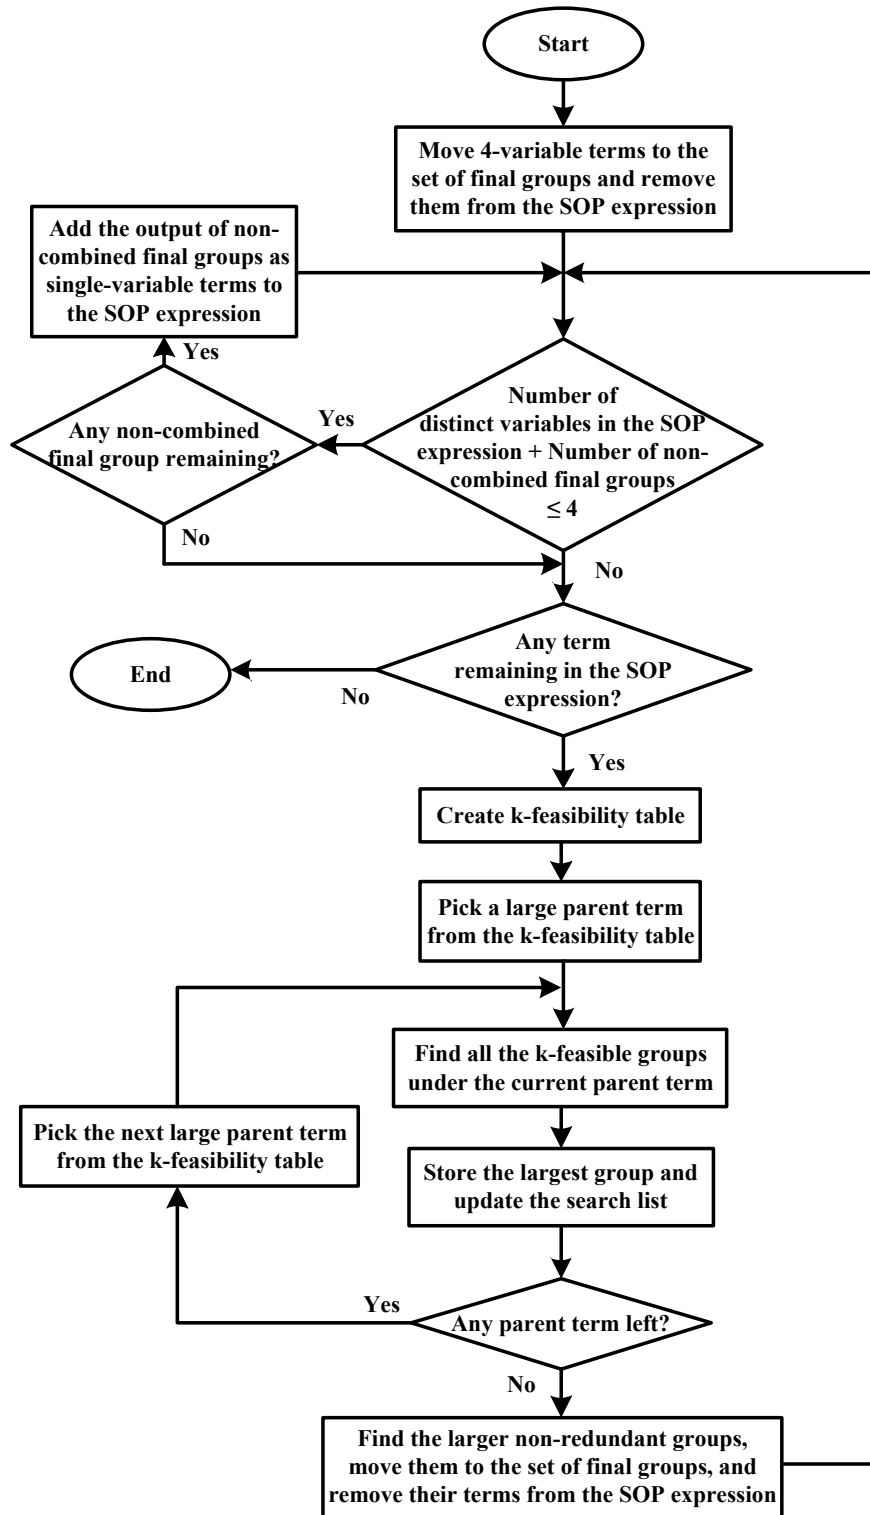 Start
Move 4-variable terms to the
set of final groups and remove
them from the SOP expression
Add the output of non-
combined final groups as
single-variable terms to
the SOP expression
Yes
Any non-combined
final group remaining?
No
Yes
Number of
distinct variables in the SOP
expression + Number of non-
combined final groups
≤ 4
No
Any term
remaining in the SOP
expression?
No
End
Yes
Create k-feasibility table
Pick a large parent term
from the k-feasibility table
Find all the k-feasible groups
under the current parent term
Pick the next large parent term
from the k-feasibility table
Store the largest group and
update the search list
Yes
Any parent term left?
No
Find the larger non-redundant groups,
move them to the set of final groups, and
remove their terms from the SOP expression